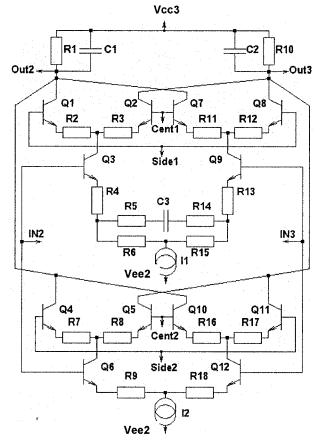 Vcc3
R1 C1 C2 R10
Out2 Out3
Q1 Q2 Q7 Q8
R2 R3 R11 R12
Cent1
Q3 Side1 Q9
R4 R13
R5 C3 R14
IN2 IN3
R6 R15
I1
Vee2
Q4 Q5 Q10 Q11
R7 R8 R16 R17
Cent2
Q6 Side2 Q12
R9 R18
I2
Vee2